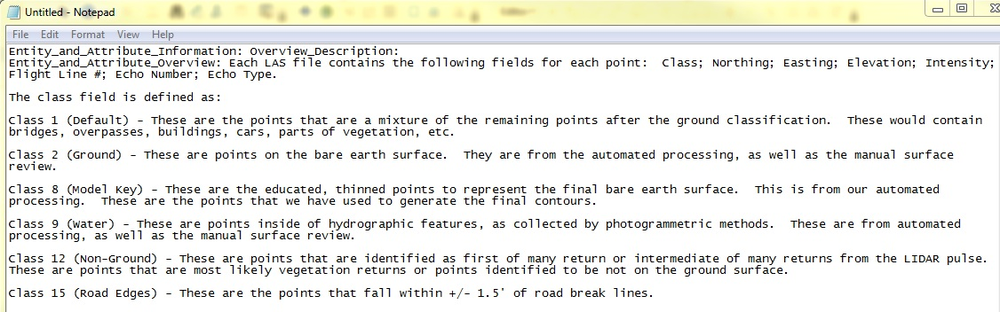 Untitled - Notepad
File Edit Format View Help
Entity_and_Attribute_Information: Overview_Description:
Entity_and_Attribute_Overview: Each LAS file contains the following fields for each point:  Class; Northing; Easting; Elevation; Intensity;
Flight Line #; Echo Number; Echo Type.
The class field is defined as:
Class 1 (Default) - These are the points that are a mixture of the remaining points after the ground classification.  These would contain
bridges, overpasses, buildings, cars, parts of vegetation, etc.
Class 2 (Ground) - These are points on the bare earth surface.  They are from the automated processing, as well as the manual surface
review.
Class 8 (Model Key) - These are the educated, thinned points to represent the final bare earth surface.  This is from our automated
processing.  These are the points that we have used to generate the final contours.
Class 9 (Water) - These are points inside of hydrographic features, as collected by photogrammetric methods.  These are from automated
processing, as well as the manual surface review.
Class 12 (Non-Ground) - These are points that are identified as first of many return or intermediate of many returns from the LIDAR pulse.
These are points that are most likely vegetation returns or points identified to be not on the ground surface.
Class 15 (Road Edges) - These are the points that fall within +/- 1.5' of road break lines.